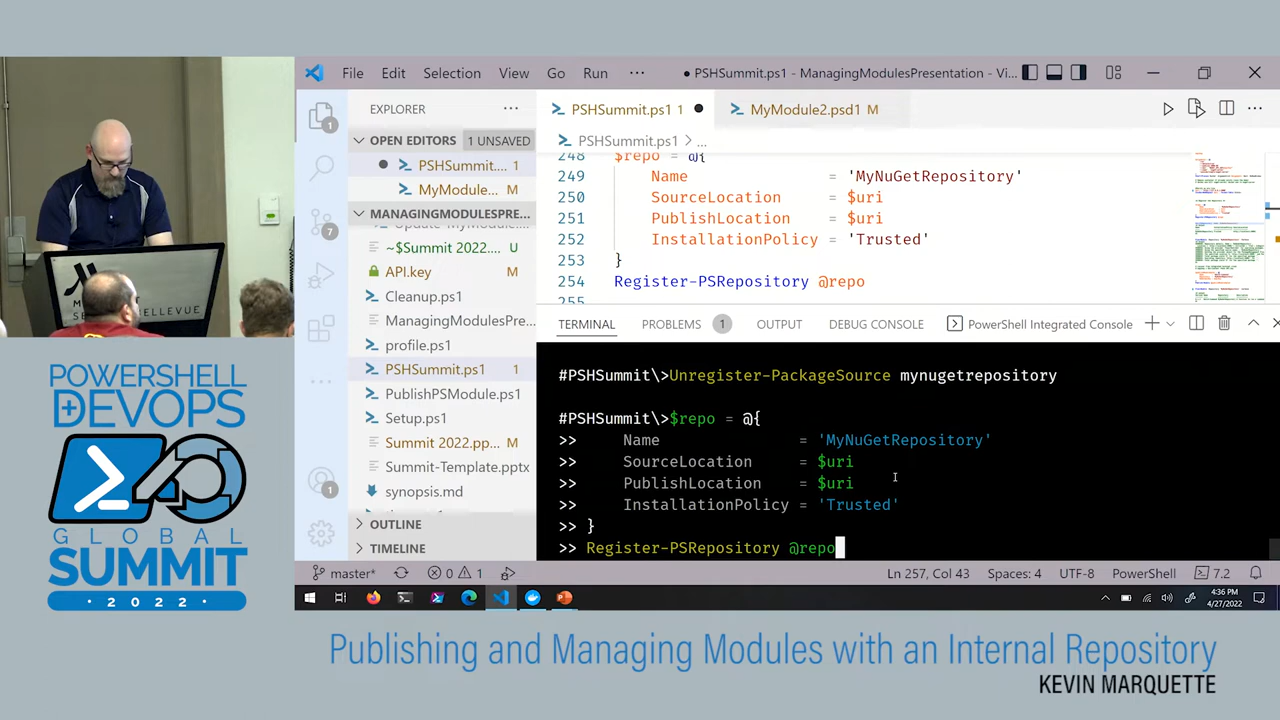 File Edit Selection View Go Run ··· ● PSHSummit.ps1 - ManagingModulesPresentation - Vi...
EXPLORER ···
PSHSummit.ps1 1 ●
MyModule2.psd1 M
OPEN EDITORS 1 UNSAVED
● PSHSummit... 1
MyModule... M
MANAGINGMODULESPRE...
~$Summit 2022.... U
API.key
Cleanup.ps1
ManagingModulesPresen...
profile.ps1
PSHSummit.ps1 1
PublishPSModule.ps1
Setup.ps1
Summit 2022.pp... M
Summit-Template.pptx
synopsis.md
OUTLINE
TIMELINE
PSHSummit.ps1 > ...
248 $repo = @{
249 Name = 'MyNuGetRepository'
250 SourceLocation = $uri
251 PublishLocation = $uri
252 InstallationPolicy = 'Trusted'
253 }
254 Register-PSRepository @repo
255
TERMINAL PROBLEMS 1 OUTPUT DEBUG CONSOLE PowerShell Integrated Console
#PSHSummit\>Unregister-PackageSource mynugetrepository
#PSHSummit\>$repo = @{
>> Name = 'MyNuGetRepository'
>> SourceLocation = $uri
>> PublishLocation = $uri
>> InstallationPolicy = 'Trusted'
>> }
>> Register-PSRepository @repo
master* 0 1 Ln 257, Col 43 Spaces: 4 UTF-8 PowerShell 7.2
4:36 PM
4/27/2022
POWERSHELL
+DEVOPS
GLOBAL
SUMMIT
· 2022 ·
Publishing and Managing Modules with an Internal Repository
KEVIN MARQUETTE